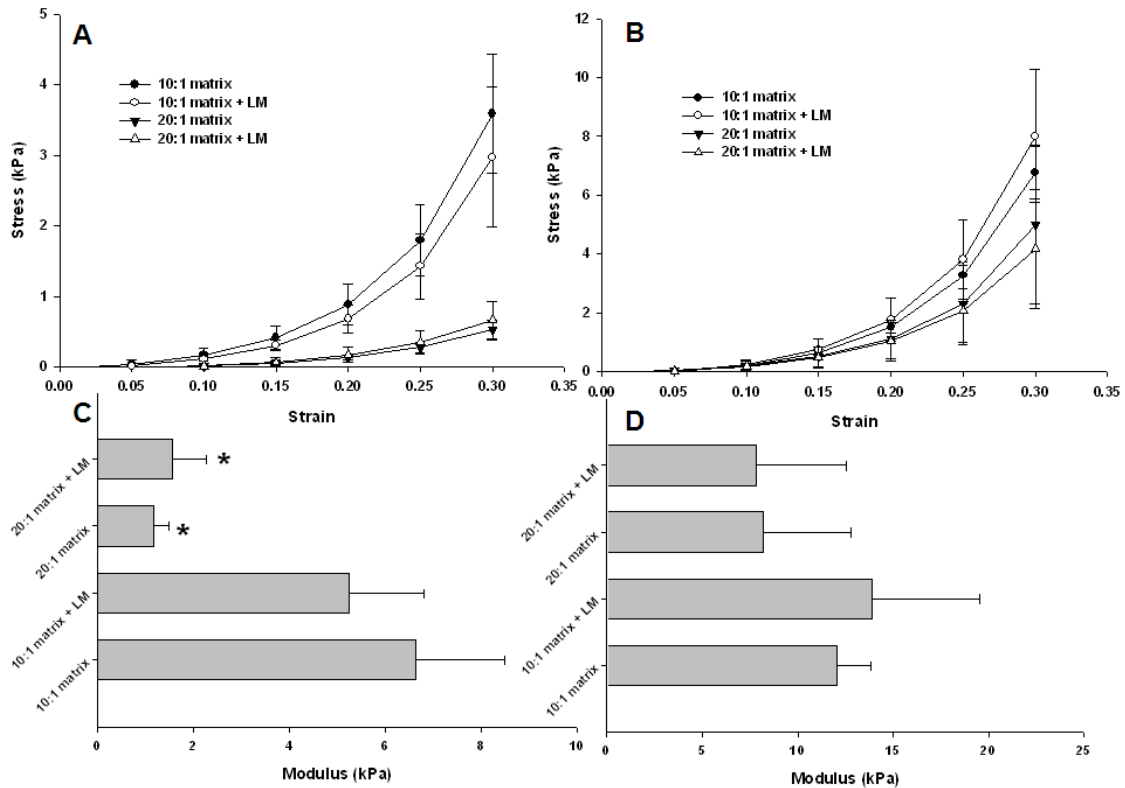 A
10:1 matrix
10:1 matrix + LM
20:1 matrix
20:1 matrix + LM
Stress (kPa)
5
4
3
2
1
0
0.00 0.05 0.10 0.15 0.20 0.25 0.30 0.35
Strain
B
10:1 matrix
10:1 matrix + LM
20:1 matrix
20:1 matrix + LM
Stress (kPa)
12
10
8
6
4
2
0
0.00 0.05 0.10 0.15 0.20 0.25 0.30 0.35
Strain
C
20:1 matrix + LM
*
20:1 matrix
*
10:1 matrix + LM
10:1 matrix
0 2 4 6 8 10
Modulus (kPa)
D
20:1 matrix + LM
20:1 matrix
10:1 matrix + LM
10:1 matrix
0 5 10 15 20 25
Modulus (kPa)